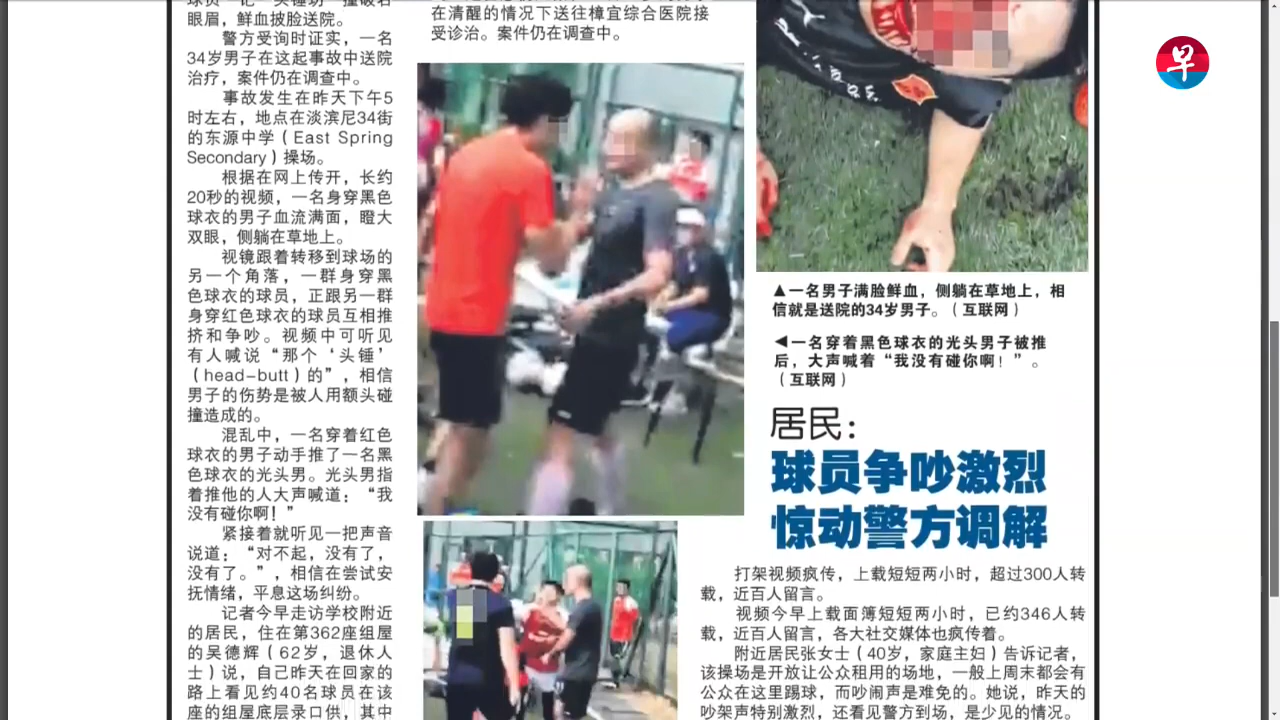 球员一记“头锤功”撞破右
眼眉，鲜血披脸送院。
警方受询时证实，一名
34岁男子在这起事故中送院
治疗，案件仍在调查中。
事故发生在昨天下午5
时左右，地点在淡滨尼34街
的东源中学（East Spring
Secondary）操场。
根据在网上传开，长约
20秒的视频，一名身穿黑色
球衣的男子血流满面，瞪大
双眼，侧躺在草地上。
视镜跟着转移到球场的
另一个角落，一群身穿黑
色球衣的球员，正跟另一群
身穿红色球衣的球员互相推
挤和争吵。视频中可听见
有人喊说“那个‘头锤’
（head-butt）的”，相信
男子的伤势是被人用额头碰
撞造成的。
混乱中，一名穿着红色
球衣的男子动手推了一名黑
色球衣的光头男。光头男指
着推他的人大声喊道：“我
没有碰你啊！”
紧接着就听见一把声音
说道：“对不起，没有了，
没有了。”，相信在尝试安
抚情绪，平息这场纠纷。
记者今早走访学校附近
的居民，住在第362座组屋
的吴德辉（62岁，退休人
士）说，自己昨天在回家的
路上看见约40名球员在该
座的组屋底层录口供，其中
在清醒的情况下送往樟宜综合医院接
受诊治。案件仍在调查中。
早
▲一名男子满脸鲜血，侧躺在草地上，相
信就是送院的34岁男子。（互联网）
◀一名穿着黑色球衣的光头男子被推
后，大声喊着“我没有碰你啊！”。
（互联网）
居民：
球员争吵激烈
惊动警方调解
打架视频疯传，上载短短两小时，超过300人转
载，近百人留言。
视频今早上载面簿短短两小时，已约346人转
载，近百人留言，各大社交媒体也疯传着。
附近居民张女士（40岁，家庭主妇）告诉记者，
该操场是开放让公众租用的场地，一般上周末都会有
公众在这里踢球，而吵闹声是难免的。她说，昨天的
吵架声特别激烈，还看见警方到场，是少见的情况。